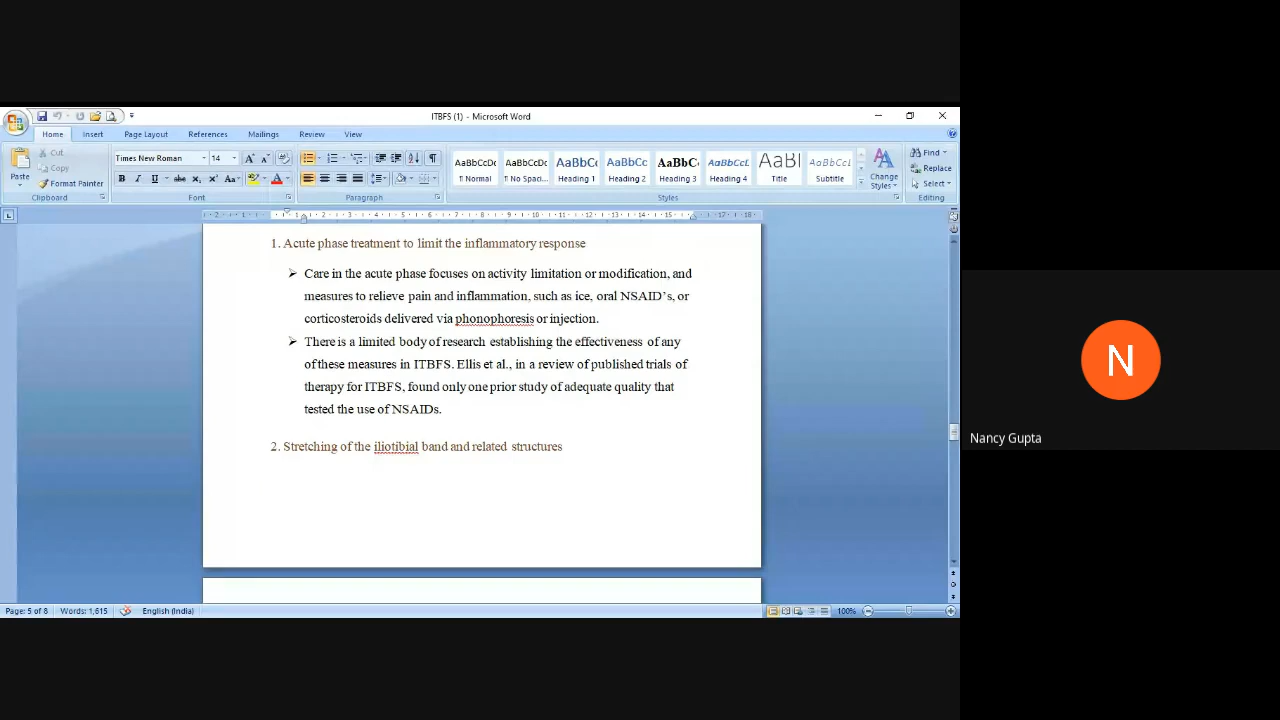 ITBFS (1) - Microsoft Word
Home Insert Page Layout References Mailings Review View
Paste
Cut
Copy
Format Painter
Clipboard
Times New Roman 14
Font
Paragraph
AaBbCcDc AaBbCcDc AaBbC AaBbCc AaBbC AaBbCcL AaBI AaBbCcL
¶ Normal ¶ No Spaci... Heading 1 Heading 2 Heading 3 Heading 4 Title Subtitle
Change Styles
Styles
Find
Replace
Select
Editing
1. Acute phase treatment to limit the inflammatory response
➢ Care in the acute phase focuses on activity limitation or modification, and
measures to relieve pain and inflammation, such as ice, oral NSAID's, or
corticosteroids delivered via phonophoresis or injection.
➢ There is a limited body of research establishing the effectiveness of any
of these measures in ITBFS. Ellis et al., in a review of published trials of
therapy for ITBFS, found only one prior study of adequate quality that
tested the use of NSAIDs.
2. Stretching of the iliotibial band and related structures
Page: 5 of 8 Words: 1,615 English (India) 100%
N
Nancy Gupta